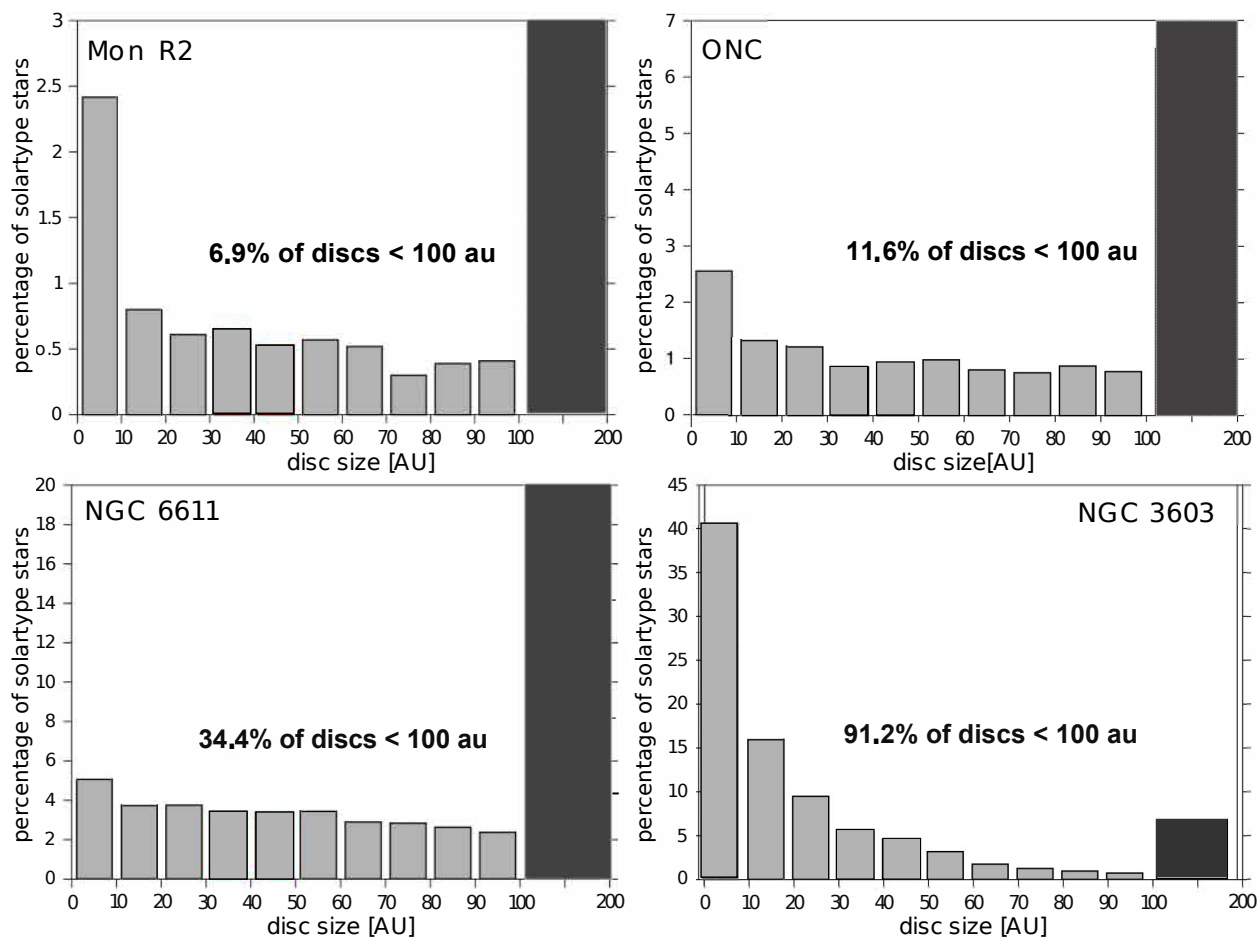 Mon R2
percentage of solartype stars
3
2.5
2
1.5
1
o.5
0
6.9% of discs < 100 au
0 10 20 30 40 50 60 70 80 90 100 200
disc size [AU]
ONC
percentage of solartype stars
7
6
5
4
3
2
1
0
11.6% of discs < 100 au
0 10 20 30 40 50 60 70 80 90 100 200
disc size[AU]
NGC 6611
percentage of solartype stars
20
18
16
14
12
10
8
6
4
2
0
34.4% of discs < 100 au
0 10 20 30 40 50 60 70 80 90 100 200
disc size [AU]
NGC 3603
percentage of solartype stars
45
40
35
30
25
20
15
10
5
0
91.2% of discs < 100 au
0 10 20 30 40 50 60 70 80 90 100 200
disc size [AU]